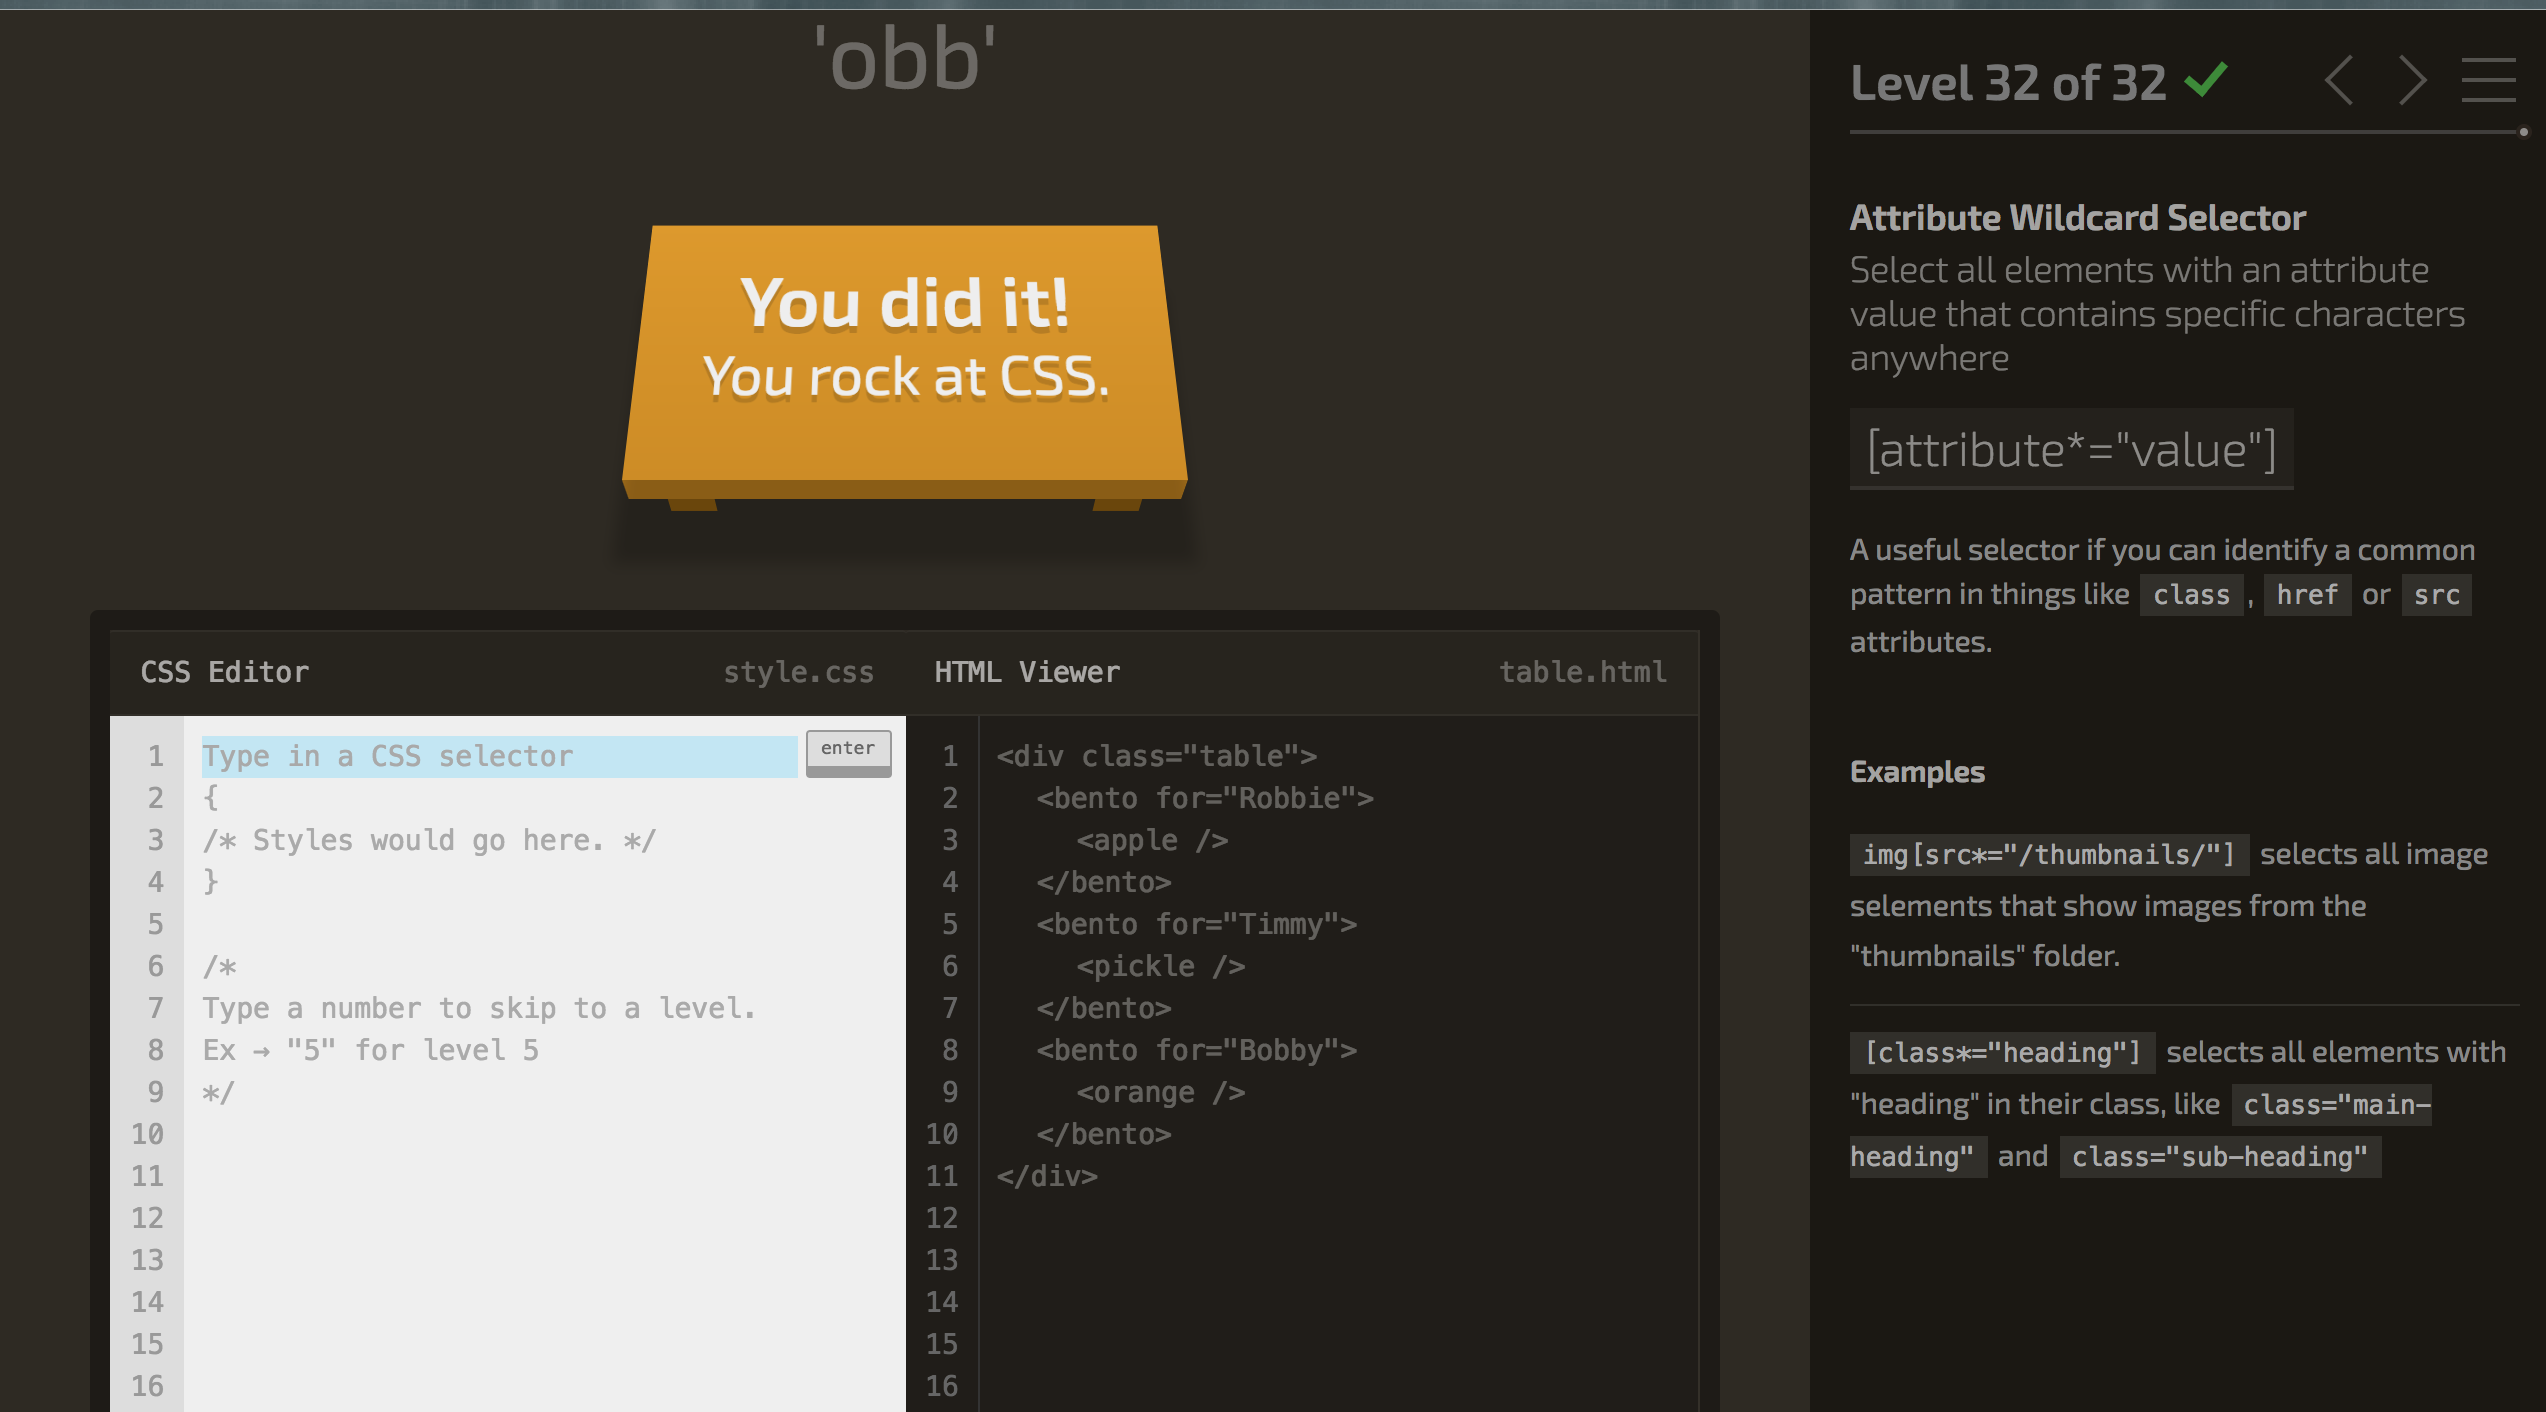 'obb'
You did it!
You rock at CSS.
CSS Editor
style.css
1 Type in a CSS selector
enter
2 {
3 /* Styles would go here. */
4 }
5
6 /*
7 Type a number to skip to a level.
8 Ex → "5" for level 5
9 */
10
11
12
13
14
15
16
HTML Viewer
table.html
1 <div class="table">
2 <bento for="Robbie">
3 <apple />
4 </bento>
5 <bento for="Timmy">
6 <pickle />
7 </bento>
8 <bento for="Bobby">
9 <orange />
10 </bento>
11 </div>
12
13
14
15
16
Level 32 of 32
Attribute Wildcard Selector
Select all elements with an attribute
value that contains specific characters
anywhere
[attribute*="value"]
A useful selector if you can identify a common
pattern in things like class, href or src
attributes.
Examples
img[src*="/thumbnails/"] selects all image
selements that show images from the
"thumbnails" folder.
[class*="heading"] selects all elements with
"heading" in their class, like class="main-
heading" and class="sub-heading"